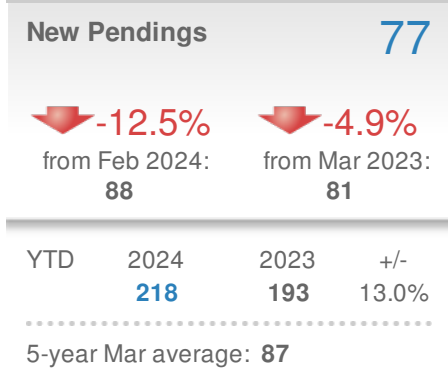 New Pendings 77
-12.5% -4.9%
from Feb 2024: from Mar 2023:
88 81
YTD 2024 2023 +/-
218 193 13.0%
5-year Mar average: 87